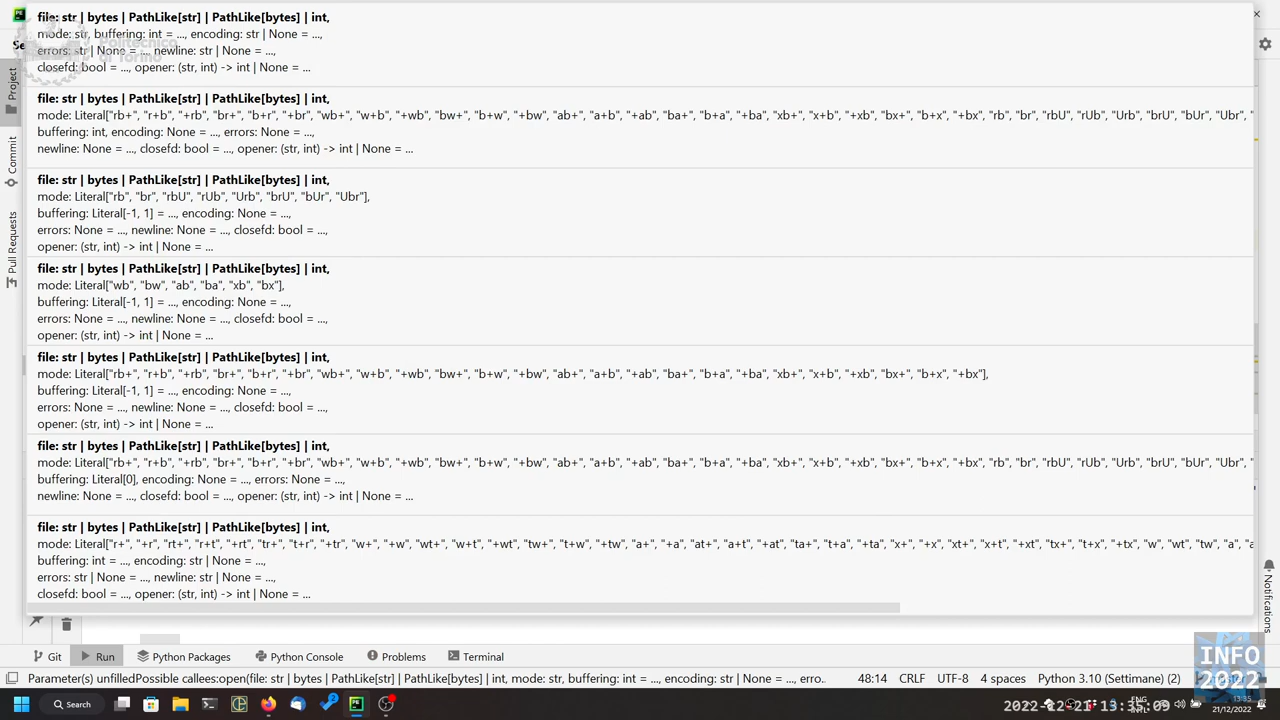 file: str | bytes | PathLike[str] | PathLike[bytes] | int,
mode: str, buffering: int = ..., encoding: str | None = ...,
errors: str | None = ..., newline: str | None = ...,
closefd: bool = ..., opener: (str, int) -> int | None = ...
Politecnico
di Torino
file: str | bytes | PathLike[str] | PathLike[bytes] | int,
mode: Literal["rb+", "r+b", "+rb", "br+", "b+r", "+br", "wb+", "w+b", "+wb", "bw+", "b+w", "+bw", "ab+", "a+b", "+ab", "ba+", "b+a", "+ba", "xb+", "x+b", "+xb", "bx+", "b+x", "+bx", "rb", "br", "rbU", "rUb", "Urb", "brU", "bUr", "Ubr", "
buffering: int, encoding: None = ..., errors: None = ...,
newline: None = ..., closefd: bool = ..., opener: (str, int) -> int | None = ...
file: str | bytes | PathLike[str] | PathLike[bytes] | int,
mode: Literal["rb", "br", "rbU", "rUb", "Urb", "brU", "bUr", "Ubr"],
buffering: Literal[-1, 1] = ..., encoding: None = ...,
errors: None = ..., newline: None = ..., closefd: bool = ...,
opener: (str, int) -> int | None = ...
file: str | bytes | PathLike[str] | PathLike[bytes] | int,
mode: Literal["wb", "bw", "ab", "ba", "xb", "bx"],
buffering: Literal[-1, 1] = ..., encoding: None = ...,
errors: None = ..., newline: None = ..., closefd: bool = ...,
opener: (str, int) -> int | None = ...
file: str | bytes | PathLike[str] | PathLike[bytes] | int,
mode: Literal["rb+", "r+b", "+rb", "br+", "b+r", "+br", "wb+", "w+b", "+wb", "bw+", "b+w", "+bw", "ab+", "a+b", "+ab", "ba+", "b+a", "+ba", "xb+", "x+b", "+xb", "bx+", "b+x", "+bx"],
buffering: Literal[-1, 1] = ..., encoding: None = ...,
errors: None = ..., newline: None = ..., closefd: bool = ...,
opener: (str, int) -> int | None = ...
file: str | bytes | PathLike[str] | PathLike[bytes] | int,
mode: Literal["rb+", "r+b", "+rb", "br+", "b+r", "+br", "wb+", "w+b", "+wb", "bw+", "b+w", "+bw", "ab+", "a+b", "+ab", "ba+", "b+a", "+ba", "xb+", "x+b", "+xb", "bx+", "b+x", "+bx", "rb", "br", "rbU", "rUb", "Urb", "brU", "bUr", "Ubr", "
buffering: Literal[0], encoding: None = ..., errors: None = ...,
newline: None = ..., closefd: bool = ..., opener: (str, int) -> int | None = ...
file: str | bytes | PathLike[str] | PathLike[bytes] | int,
mode: Literal["r+", "+r", "rt+", "r+t", "+rt", "tr+", "t+r", "+tr", "w+", "+w", "wt+", "w+t", "+wt", "tw+", "t+w", "+tw", "a+", "+a", "at+", "a+t", "+at", "ta+", "t+a", "+ta", "x+", "+x", "xt+", "x+t", "+xt", "tx+", "t+x", "+tx", "w", "wt", "tw", "a", "a
buffering: int = ..., encoding: str | None = ...,
errors: str | None = ..., newline: str | None = ...,
closefd: bool = ..., opener: (str, int) -> int | None = ...
Project
Commit
Pull Requests
Notifications
Git
Run
Python Packages
Python Console
Problems
Terminal
Parameter(s) unfilledPossible callees:open(file: str | bytes | PathLike[str] | PathLike[bytes] | int, mode: str, buffering: int = ..., encoding: str | None = ..., erro..
48:14
CRLF
UTF-8
4 spaces
Python 3.10 (Settimane) (2)
INFO
2022
Search
ENG
13:35
21/12/2022
2022-12-21 13:35:09